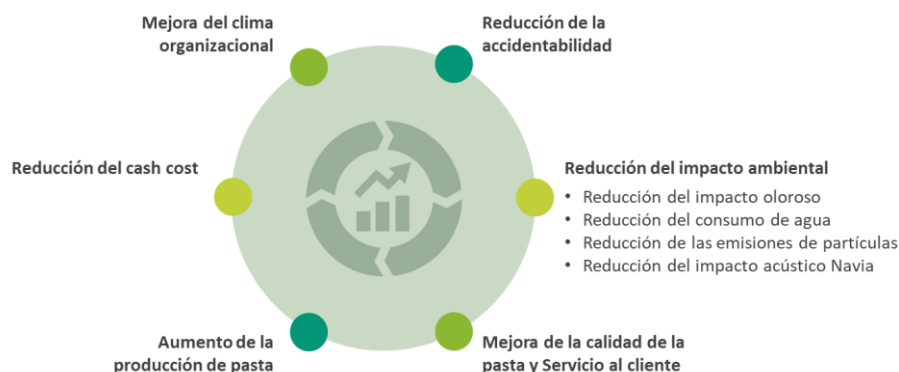 Mejora del clima
organizacional
Reducción de la
accidentabilidad
Reducción del cash cost
Reducción del impacto ambiental
• Reducción del impacto oloroso
• Reducción del consumo de agua
• Reducción de las emisiones de partículas
• Reducción del impacto acústico Navia
Aumento de la
producción de pasta
Mejora de la calidad de la
pasta y Servicio al cliente